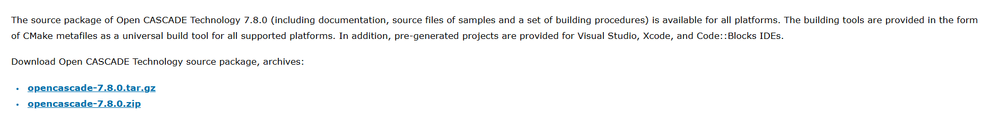 The source package of Open CASCADE Technology 7.8.0 (including documentation, source files of samples and a set of building procedures) is available for all platforms. The building tools are provided in the form
of CMake metafiles as a universal build tool for all supported platforms. In addition, pre-generated projects are provided for Visual Studio, Xcode, and Code::Blocks IDEs.
Download Open CASCADE Technology source package, archives:
• opencascade-7.8.0.tar.gz
• opencascade-7.8.0.zip